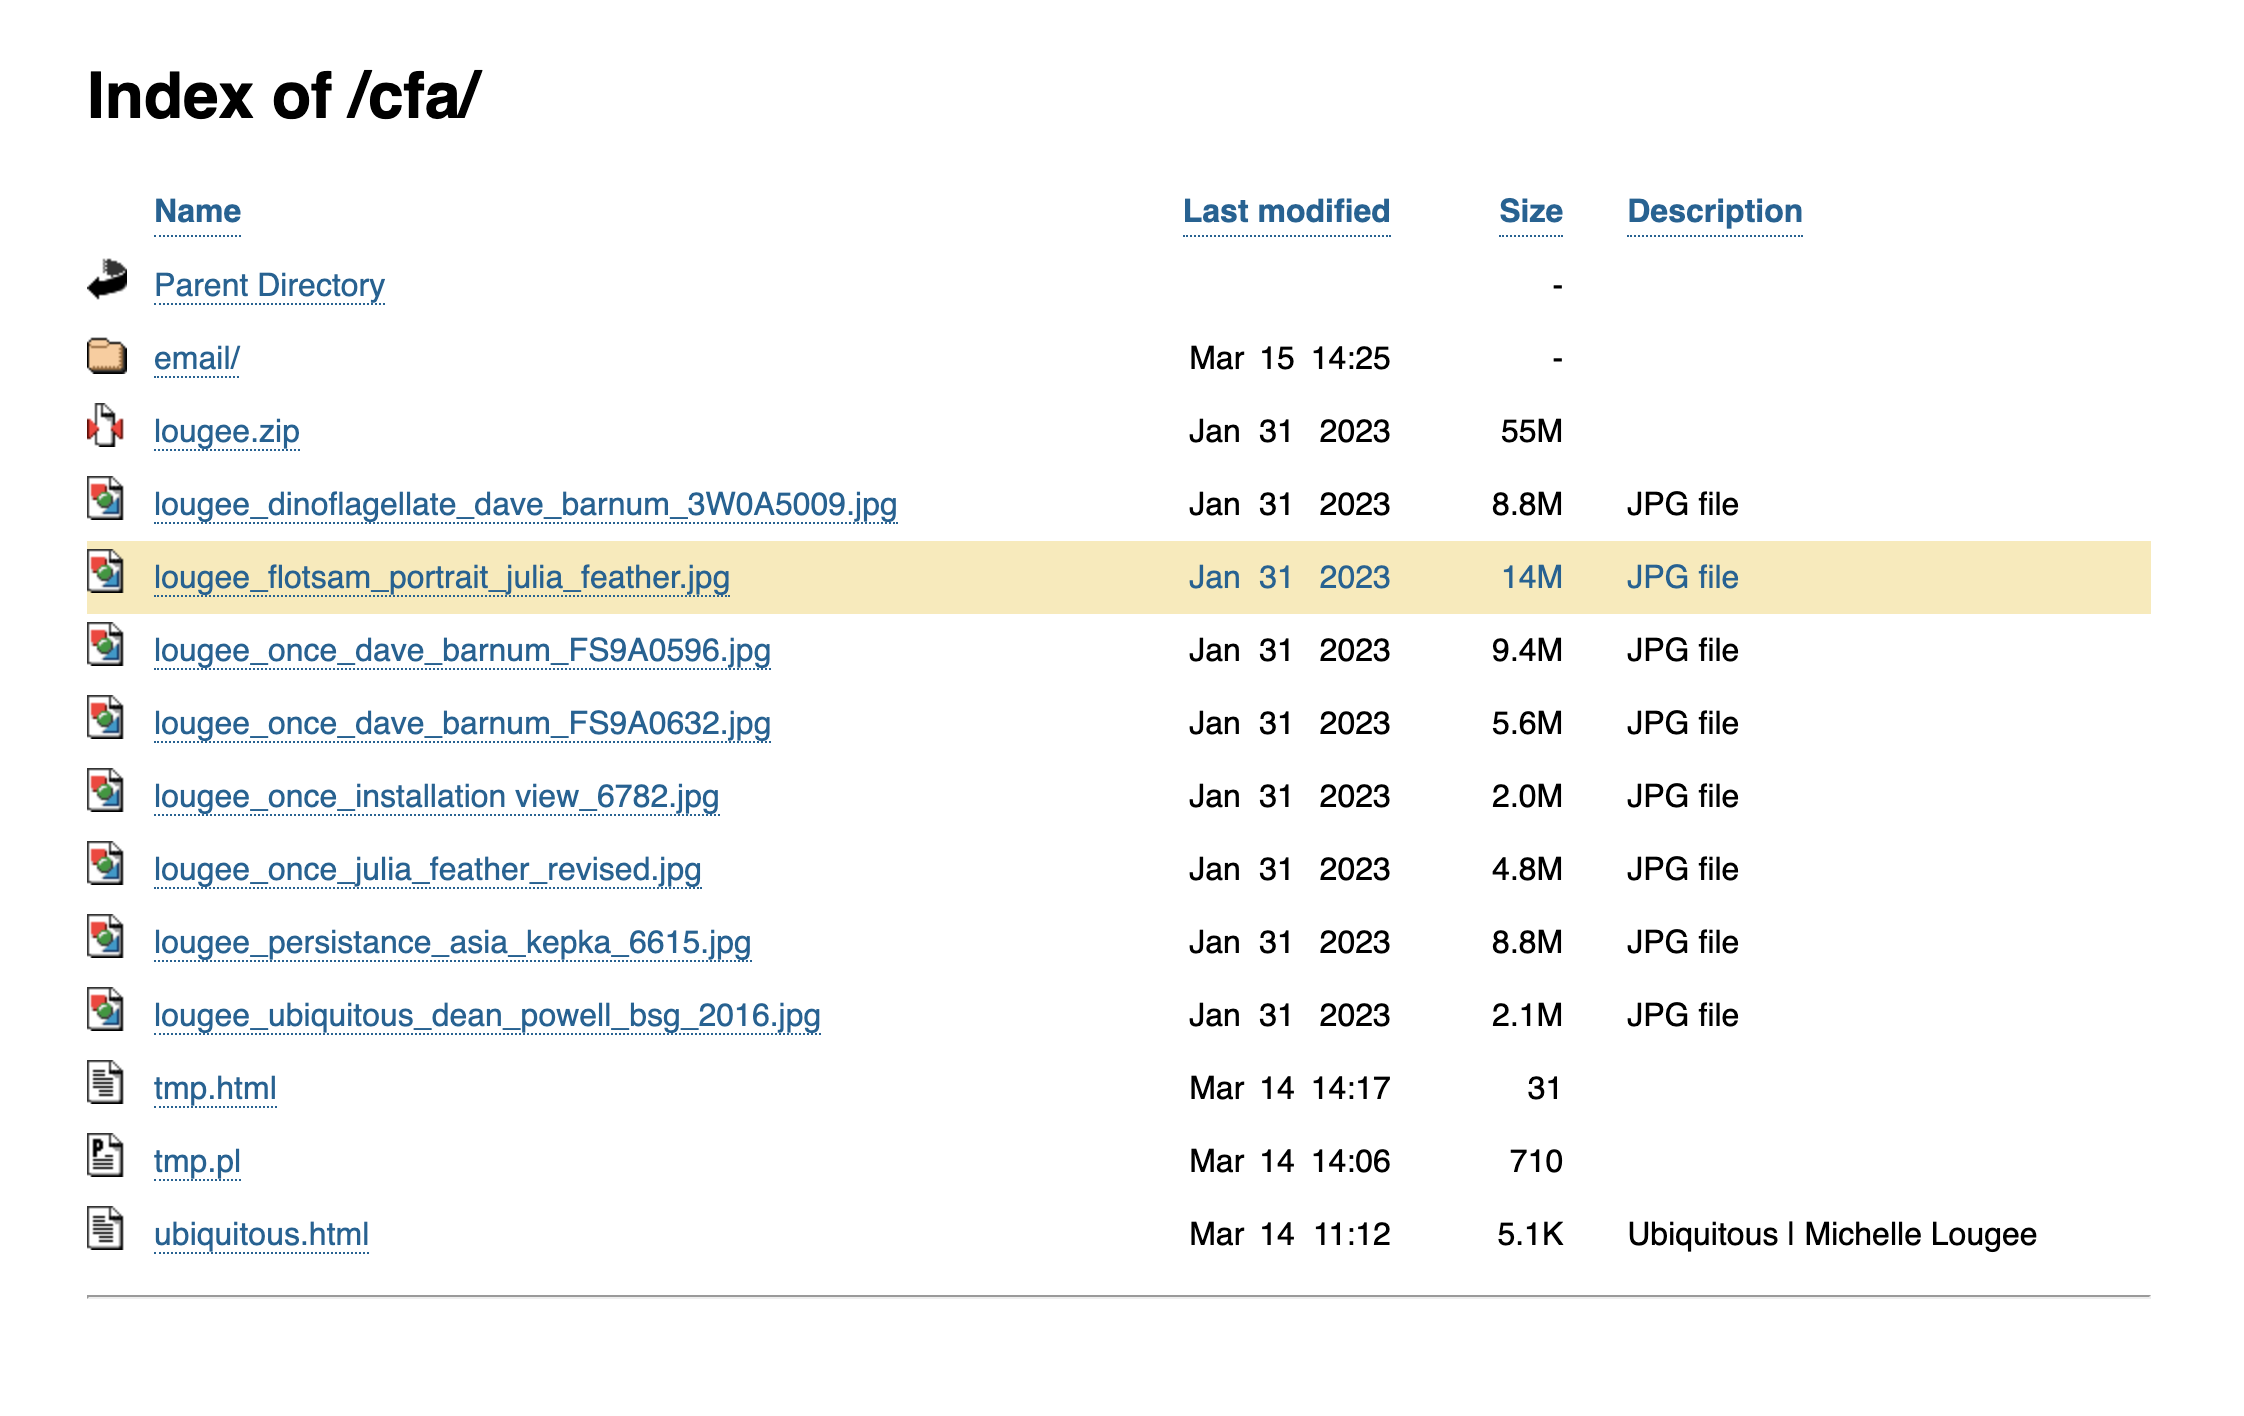 Index of /cfa/
Name Last modified Size Description
Parent Directory -
email/ Mar 15 14:25 -
lougee.zip Jan 31 2023 55M
lougee_dinoflagellate_dave_barnum_3W0A5009.jpg Jan 31 2023 8.8M JPG file
lougee_flotsam_portrait_julia_feather.jpg Jan 31 2023 14M JPG file
lougee_once_dave_barnum_FS9A0596.jpg Jan 31 2023 9.4M JPG file
lougee_once_dave_barnum_FS9A0632.jpg Jan 31 2023 5.6M JPG file
lougee_once_installation view_6782.jpg Jan 31 2023 2.0M JPG file
lougee_once_julia_feather_revised.jpg Jan 31 2023 4.8M JPG file
lougee_persistance_asia_kepka_6615.jpg Jan 31 2023 8.8M JPG file
lougee_ubiquitous_dean_powell_bsg_2016.jpg Jan 31 2023 2.1M JPG file
tmp.html Mar 14 14:17 31
tmp.pl Mar 14 14:06 710
ubiquitous.html Mar 14 11:12 5.1K Ubiquitous | Michelle Lougee